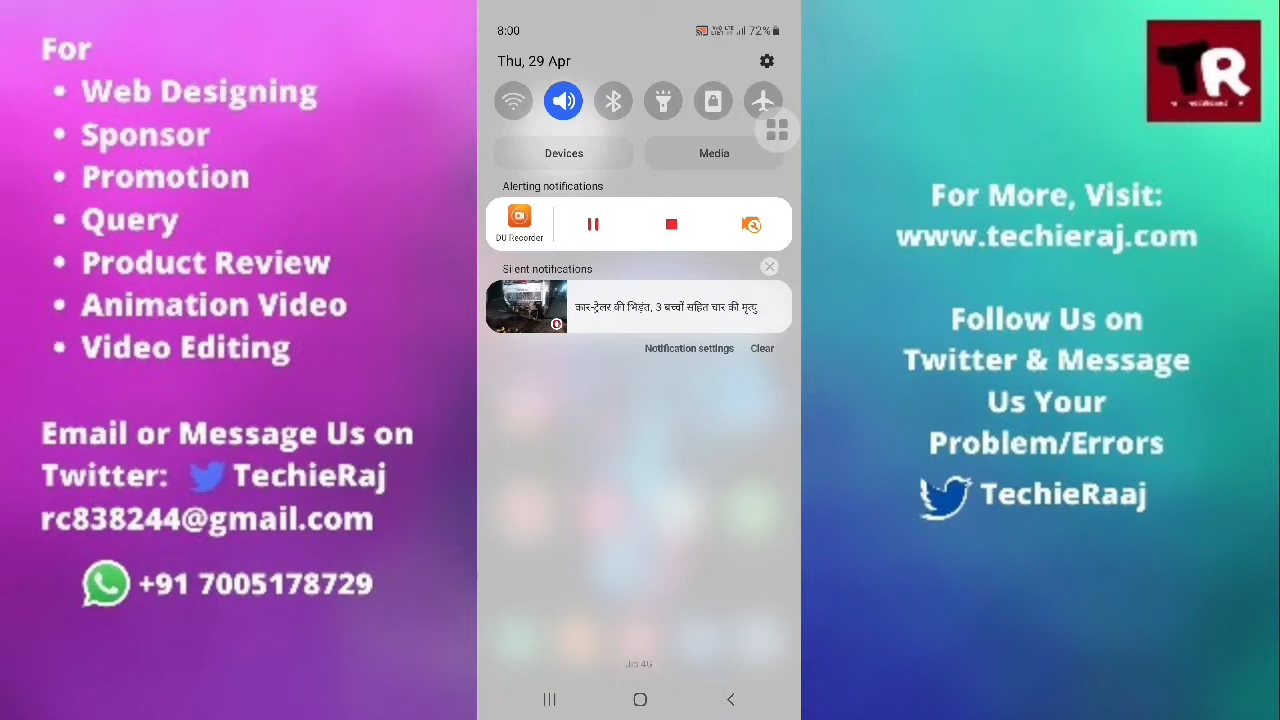 For
• Web Designing
• Sponsor
• Promotion
• Query
• Product Review
• Animation Video
• Video Editing
Email or Message Us on
Twitter: TechieRaj
rc838244@gmail.com
+91 7005178729
8:00
72%
Thu, 29 Apr
Devices
Media
Alerting notifications
DU Recorder
Silent notifications
कार-ट्रेलर की भिड़ंत, 3 बच्चों सहित चार की मृत्यु
Notification settings
Clear
Jio 4G
TR
For More, Visit:
www.techieraj.com
Follow Us on
Twitter & Message
Us Your
Problem/Errors
TechieRaaj